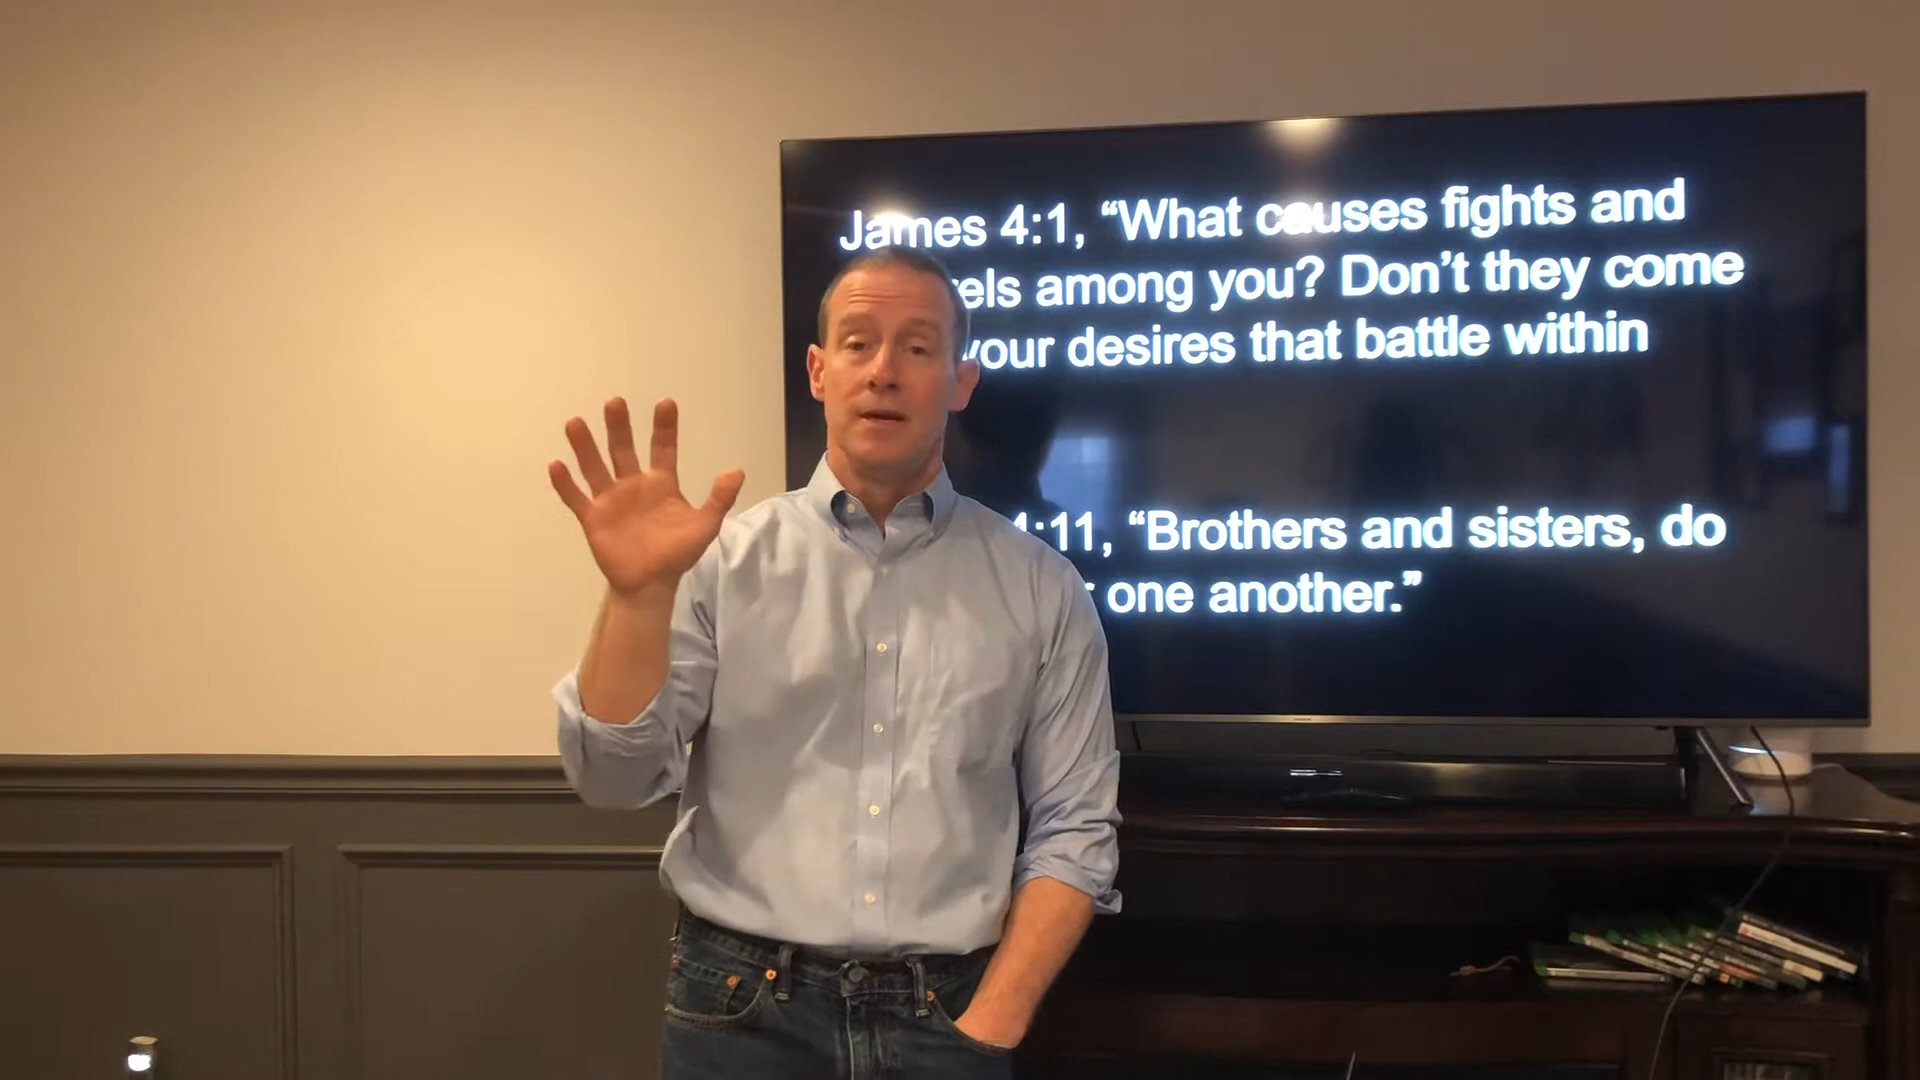 James 4:1, “What causes fights and
rels among you? Don’t they come
your desires that battle within
4:11, “Brothers and sisters, do
one another.”